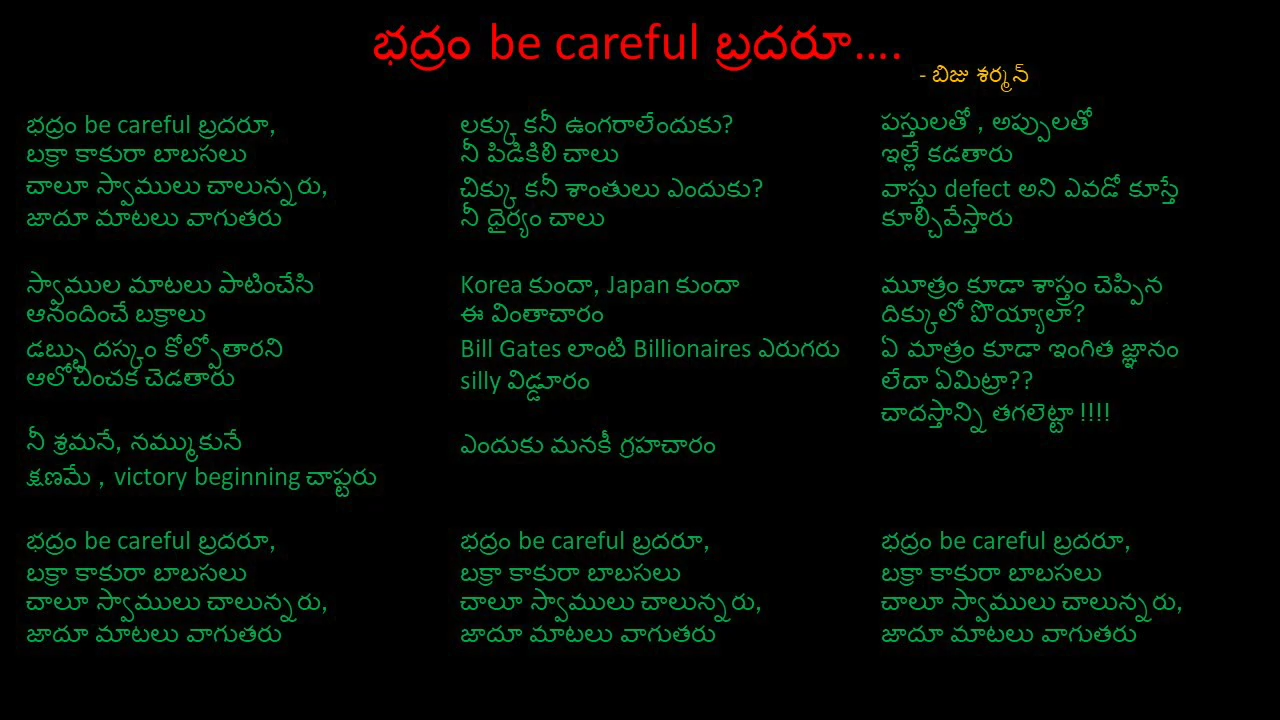 భద్రం be careful బ్రదరూ....
- బిజు శర్మన్
భద్రం be careful బ్రదరూ,
బక్రా కాకురా బాబసలు
చాలూ స్వాములు చాలున్నరు,
జాదూ మాటలు వాగుతరు
స్వాముల మాటలు పాటించేసి
ఆనందించే బక్రాలు
డబ్బు దస్కం కోల్పోతారని
ఆలోచించక చెడతారు
నీ శ్రమనే, నమ్ముకునే
క్షణమే , victory beginning చాప్టరు
భద్రం be careful బ్రదరూ,
బక్రా కాకురా బాబసలు
చాలూ స్వాములు చాలున్నరు,
జాదూ మాటలు వాగుతరు
లక్కు కనీ ఉంగరాలేందుకు?
నీ పిడికిలి చాలు
చిక్కు కనీ శాంతులు ఎందుకు?
నీ ధైర్యం చాలు
Korea కుందా, Japan కుందా
ఈ వింతాచారం
Bill Gates లాంటి Billionaires ఎరుగరు
silly విడ్డూరం
ఎందుకు మనకీ గ్రహచారం
భద్రం be careful బ్రదరూ,
బక్రా కాకురా బాబసలు
చాలూ స్వాములు చాలున్నరు,
జాదూ మాటలు వాగుతరు
పస్తులతో , అప్పులతో
ఇల్లే కడతారు
వాస్తు defect అని ఎవడో కూస్తే
కూల్చివేస్తారు
మూత్రం కూడా శాస్త్రం చెప్పిన
దిక్కులో పొయ్యాలా?
ఏ మాత్రం కూడా ఇంగిత జ్ఞానం
లేదా ఏమిట్రా??
చాదస్తాన్ని తగలెట్టా !!!!
భద్రం be careful బ్రదరూ,
బక్రా కాకురా బాబసలు
చాలూ స్వాములు చాలున్నరు,
జాదూ మాటలు వాగుతరు